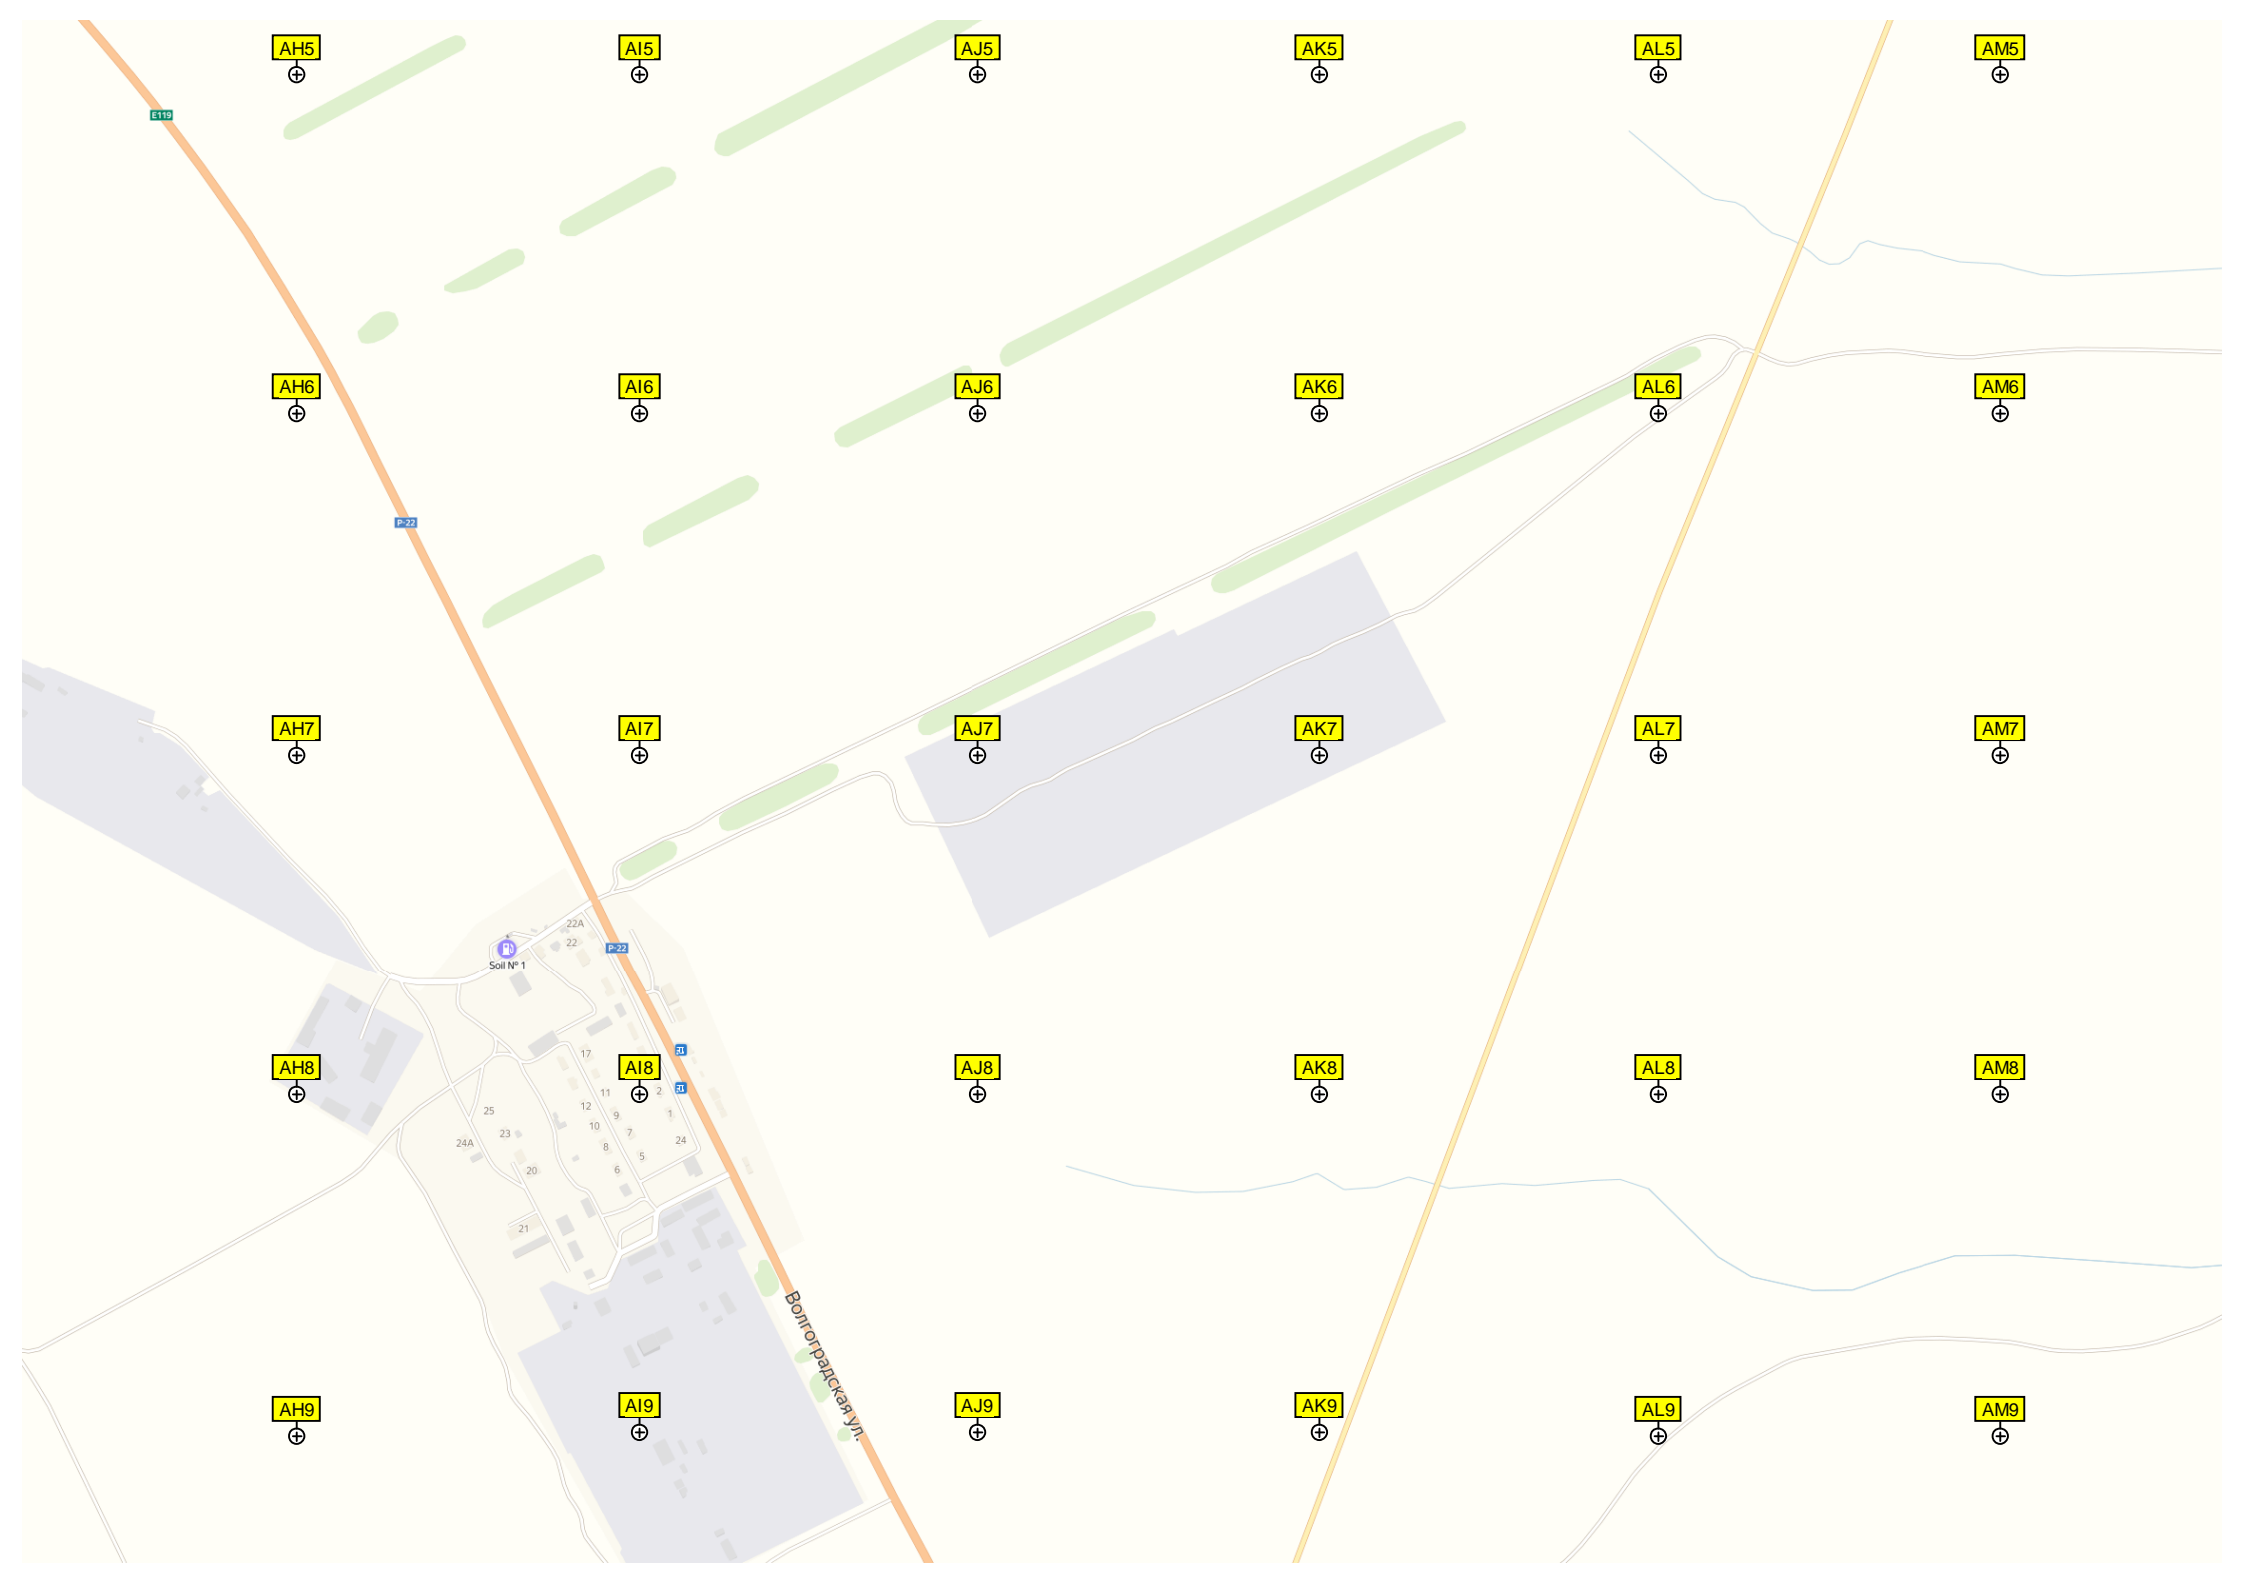 AH5
AI5
AJ5
AK5
AL5
AM5
E119
AH6
AI6
AJ6
AK6
AL6
AM6
P-22
AH7
AI7
AJ7
AK7
AL7
AM7
22A
22
P-22
Soil № 1
17
AH8
AI8
AJ8
AK8
AL8
AM8
11
2
25
12
9
1
10
7
23
24A
8
24
5
20
6
21
Волгоградская ул.
AH9
AI9
AJ9
AK9
AL9
AM9